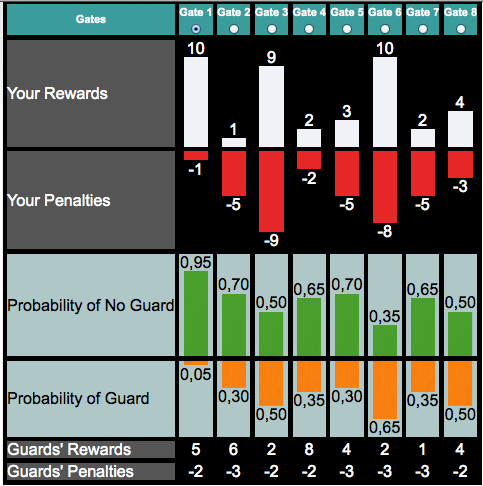 Gates Gate 1 Gate 2 Gate 3 Gate 4 Gate 5 Gate 6 Gate 7 Gate 8
Your Rewards 10 1 9 2 3 10 2 4
Your Penalties -1 -5 -9 -2 -5 -8 -5 -3
Probability of No Guard 0,95 0,70 0,50 0,65 0,70 0,35 0,65 0,50
Probability of Guard 0,05 0,30 0,50 0,35 0,30 0,65 0,35 0,50
Guards' Rewards 5 6 2 8 4 2 1 4
Guards' Penalties -2 -3 -2 -2 -3 -3 -3 -2